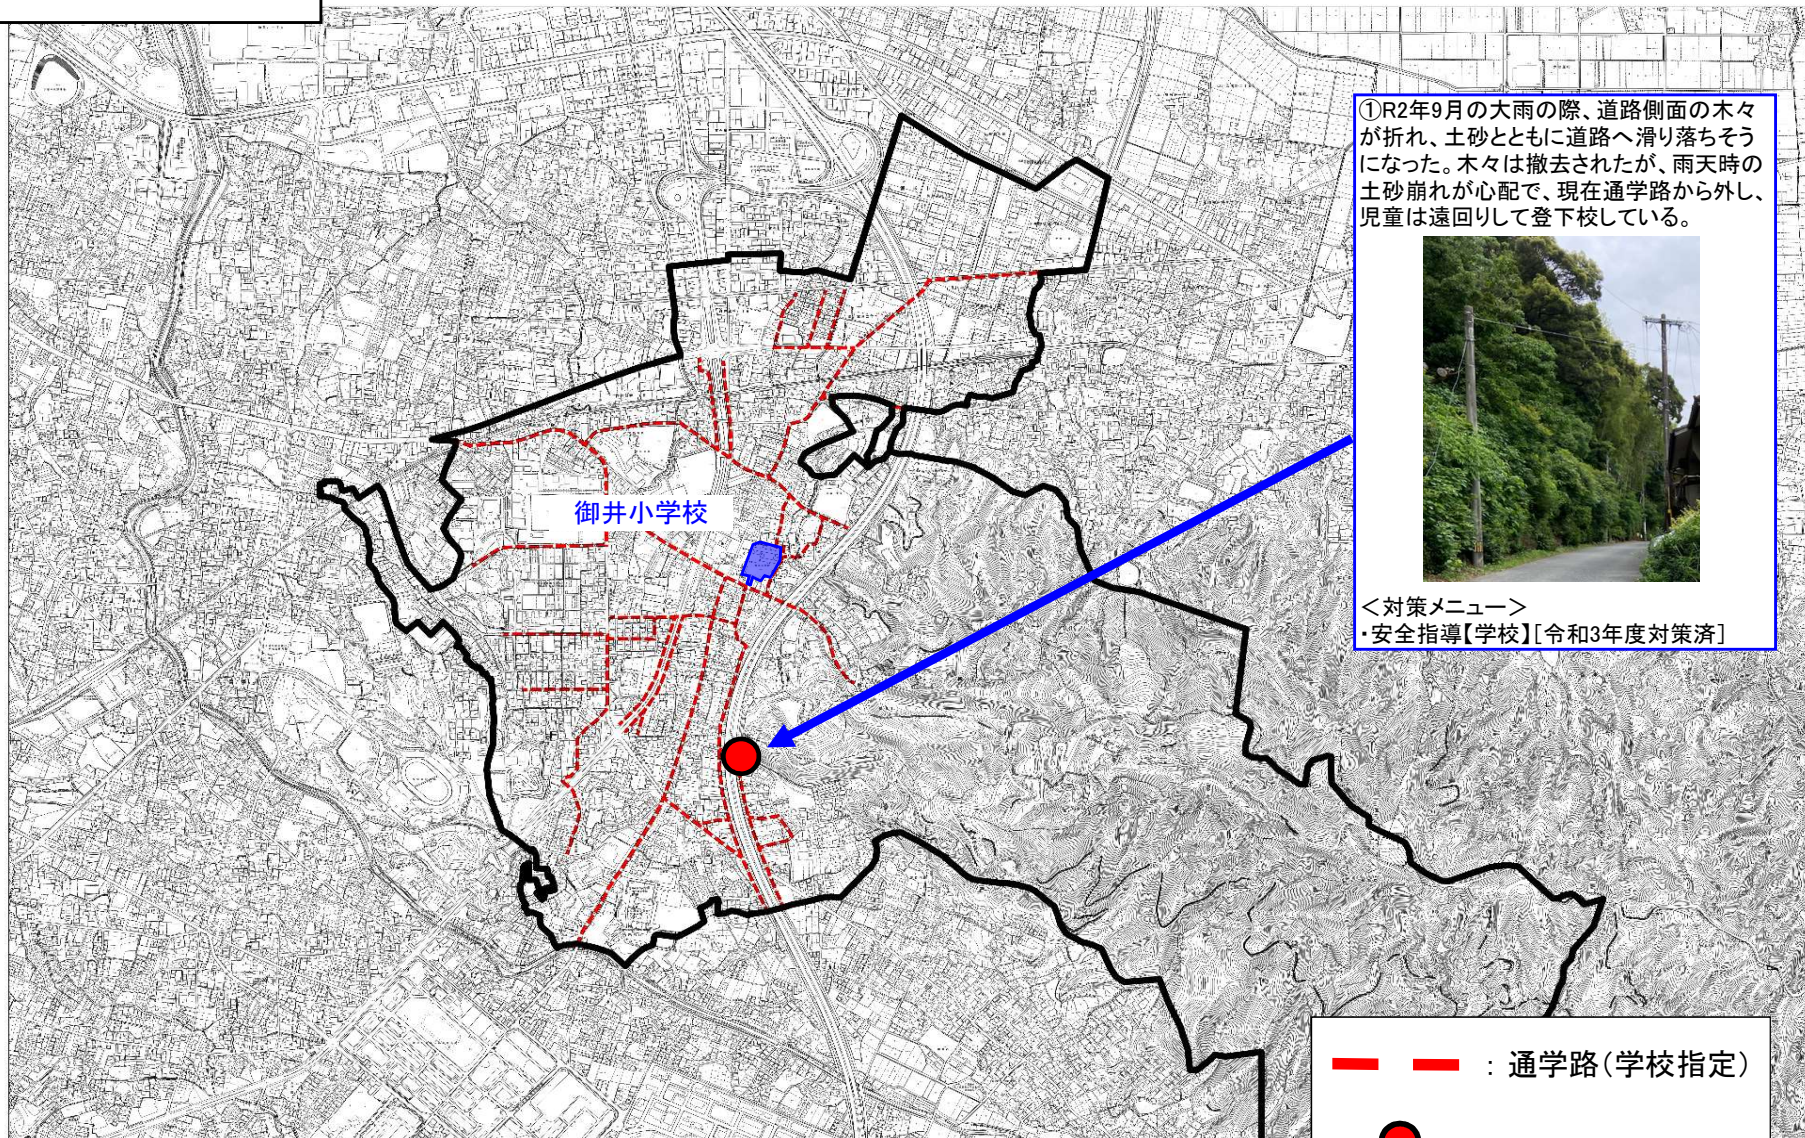 ①R2年9月の大雨の際、道路側面の木々
が折れ、土砂とともに道路へ滑り落ちそう
になった。木々は撤去されたが、雨天時の
土砂崩れが心配で、現在通学路から外し、
児童は遠回りして登下校している。
<対策メニュー>
・安全指導【学校】[令和3年度対策済]
御井小学校
：通学路(学校指定)